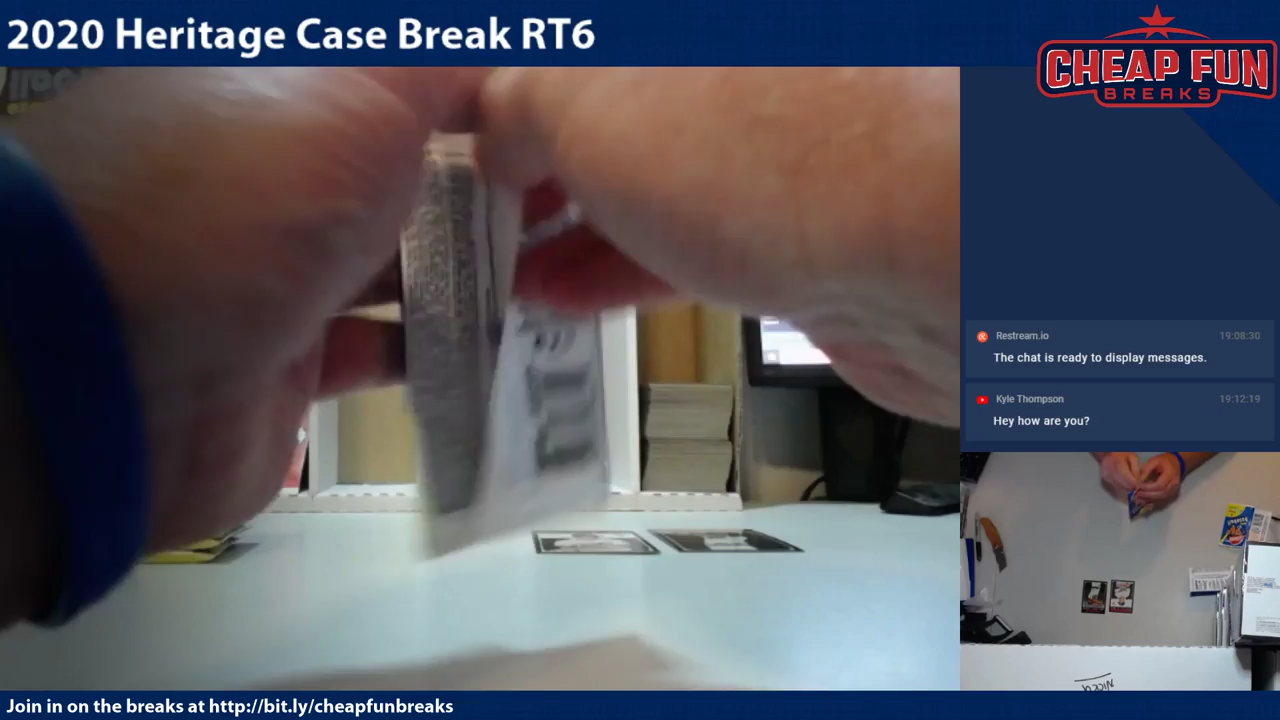 2020 Heritage Case Break RT6
CHEAP FUN
BREAKS
Restream.io
19:08:30
The chat is ready to display messages.
Kyle Thompson
19:12:19
Hey how are you?
Join in on the breaks at http://bit.ly/cheapfunbreaks